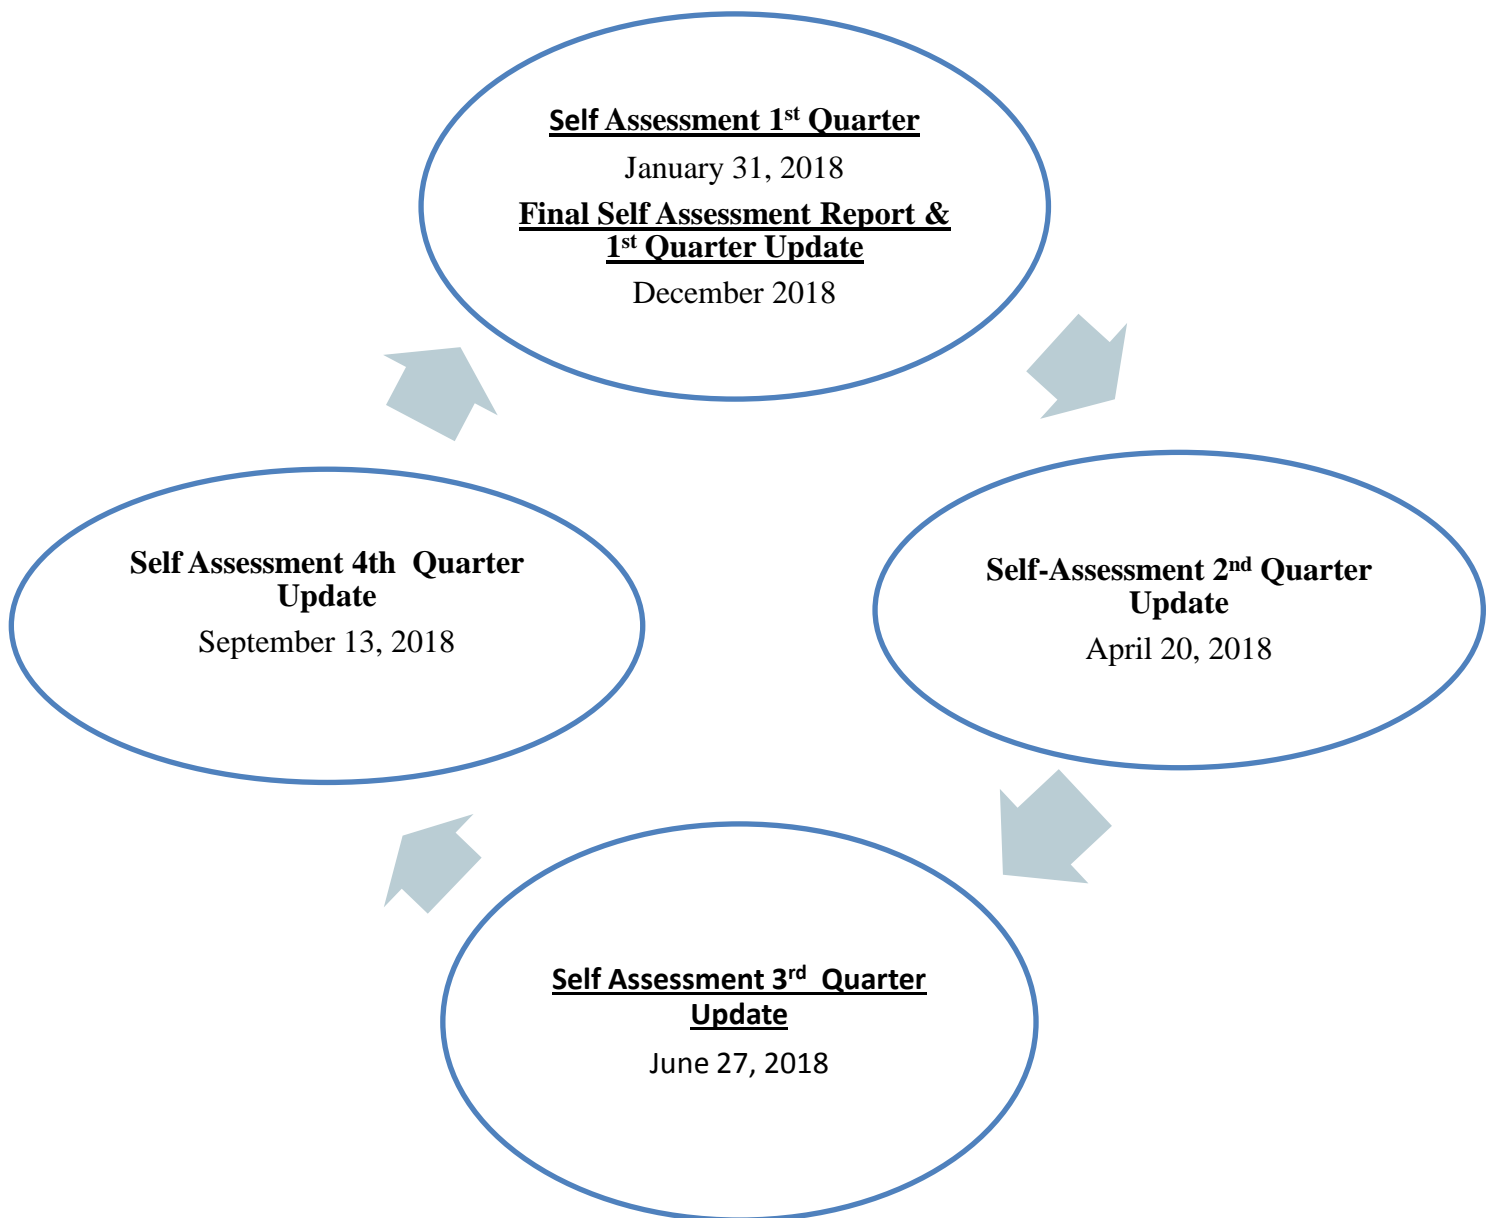 Self Assessment 1st Quarter
January 31, 2018
Final Self Assessment Report &
1st Quarter Update
December 2018
Self Assessment 4th  Quarter
Update
September 13, 2018
Self-Assessment 2nd Quarter
Update
April 20, 2018
Self Assessment 3rd  Quarter
Update
June 27, 2018